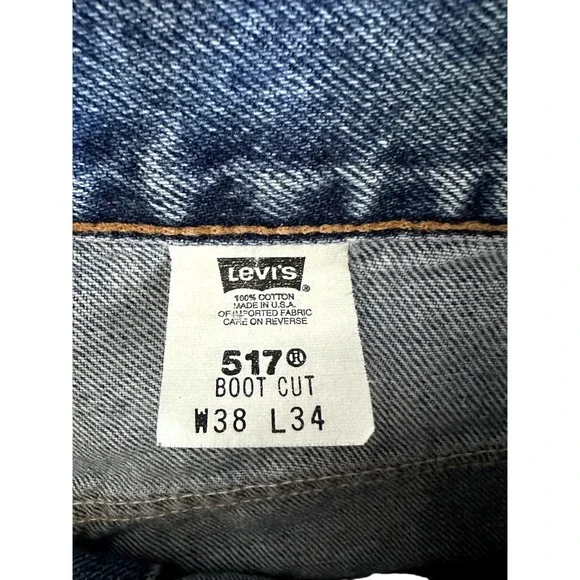 Levi's ®
100% COTTON
MADE IN U.S.A.
OF IMPORTED FABRIC
CARE ON REVERSE
517®
BOOT CUT
W38 L34